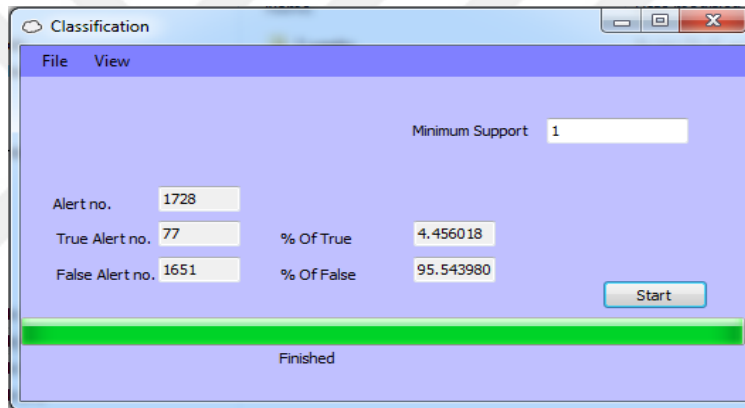 Classification
File View
Minimum Support 1
Alert no. 1728
True Alert no. 77 % Of True 4.456018
False Alert no. 1651 % Of False 95.543980
Start
Finished